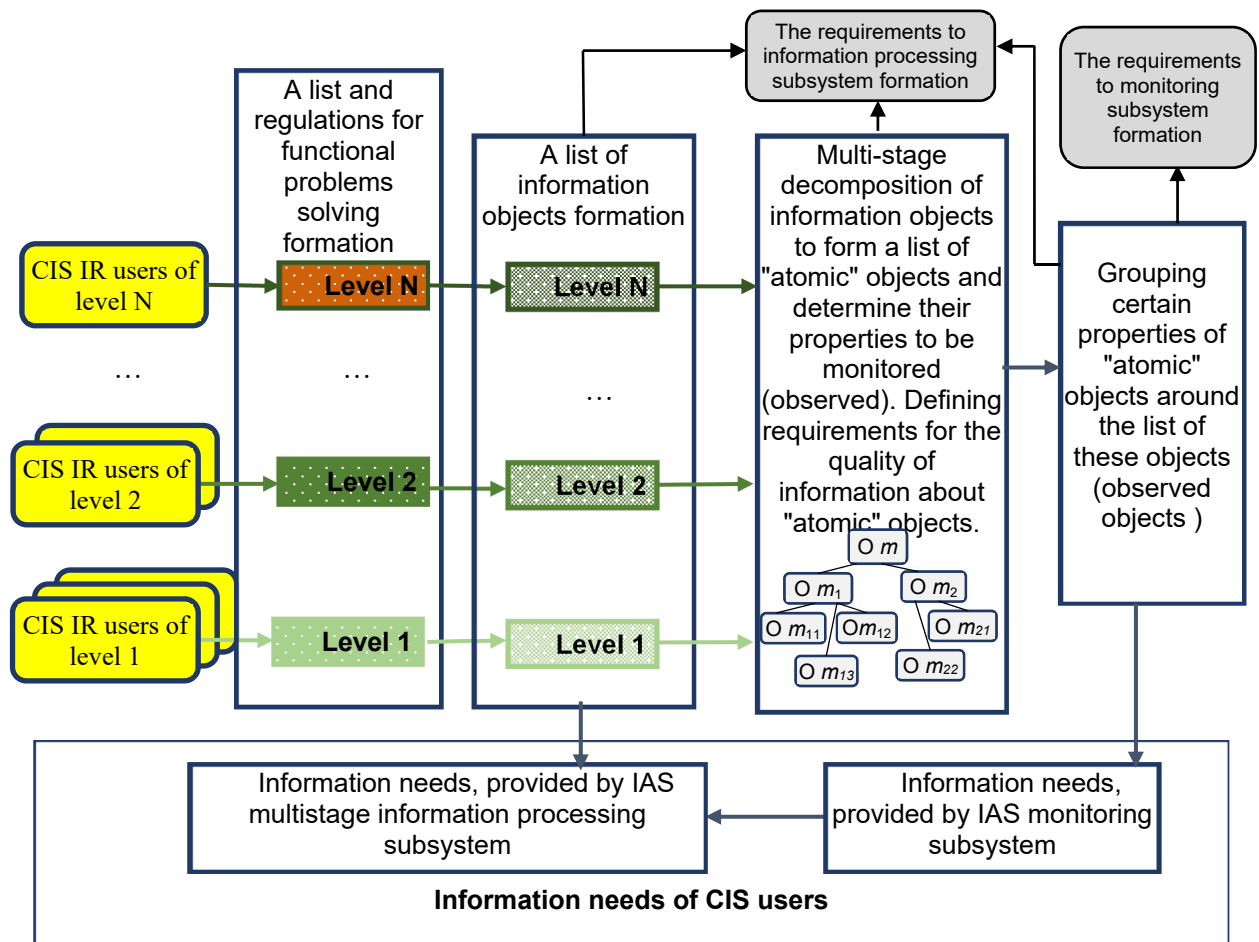 The requirements to
information processing
subsystem formation
The requirements
to monitoring
subsystem
formation
A list and
regulations for
functional
problems
solving
formation
A list of
information
objects formation
Multi-stage
decomposition of
information objects
to form a list of
"atomic" objects and
determine their
properties to be
monitored
(observed). Defining
requirements for the
quality of
information about
"atomic" objects.
Grouping
certain
properties of
"atomic"
objects around
the list of
these objects
(observed
objects )
CIS IR users of
level N
Level N
Level N
…
…
…
CIS IR users of
level 2
Level 2
Level 2
CIS IR users of
level 1
Level 1
Level 1
O m
O m₁
O m₂
O m₁₁
Om₁₂
O m₂₁
O m₁₃
O m₂₂
Information needs, provided by IAS
multistage information processing
subsystem
Information needs,
provided by IAS monitoring
subsystem
Information needs of CIS users